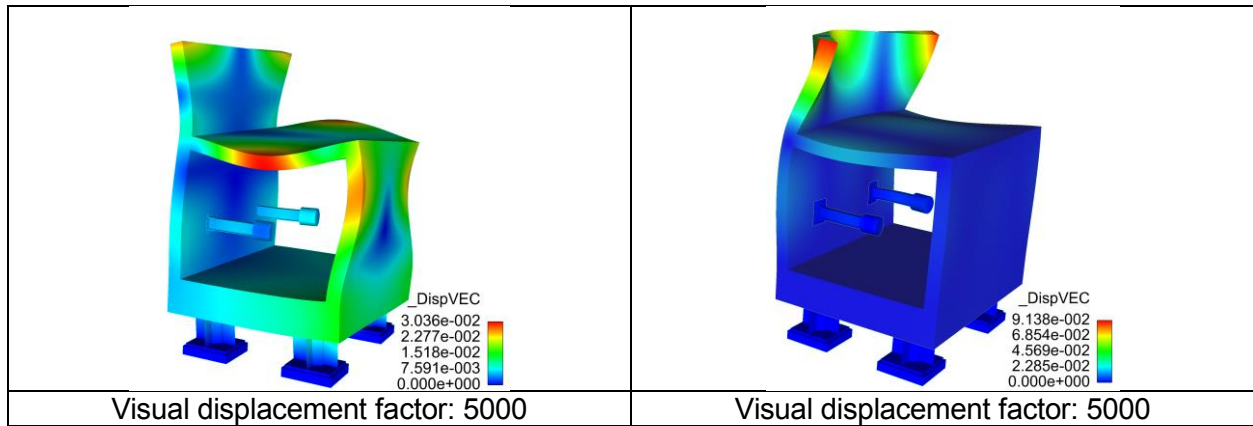 _DispVEC
3.036e-002
2.277e-002
1.518e-002
7.591e-003
0.000e+000
Visual displacement factor: 5000
_DispVEC
9.138e-002
6.854e-002
4.569e-002
2.285e-002
0.000e+000
Visual displacement factor: 5000